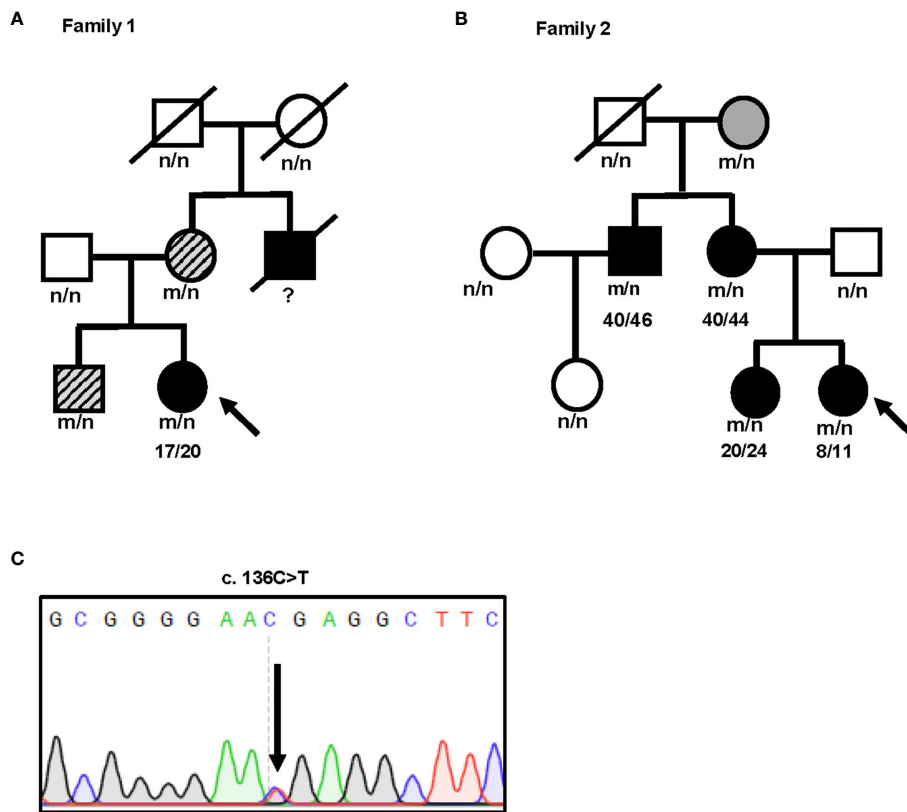 A
Family 1
n/n n/n
n/n m/n ?
m/n m/n
17/20
B
Family 2
n/n m/n
n/n m/n m/n n/n
40/46 40/44
n/n m/n m/n
20/24 8/11
C
c. 136C>T
G C G G G G A A C G A G G C T T C